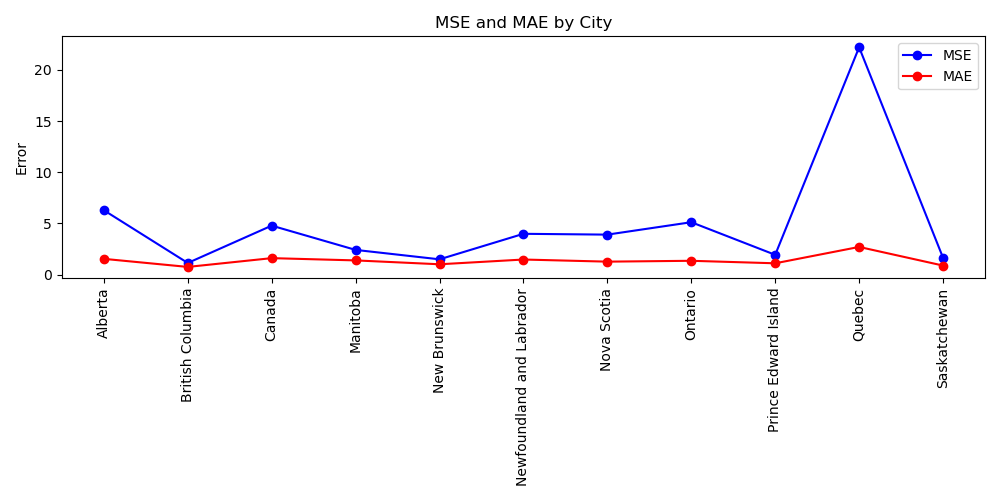 MSE and MAE by City
Error
20
15
10
5
0
MSE
MAE
Alberta
British Columbia
Canada
Manitoba
New Brunswick
Newfoundland and Labrador
Nova Scotia
Ontario
Prince Edward Island
Quebec
Saskatchewan